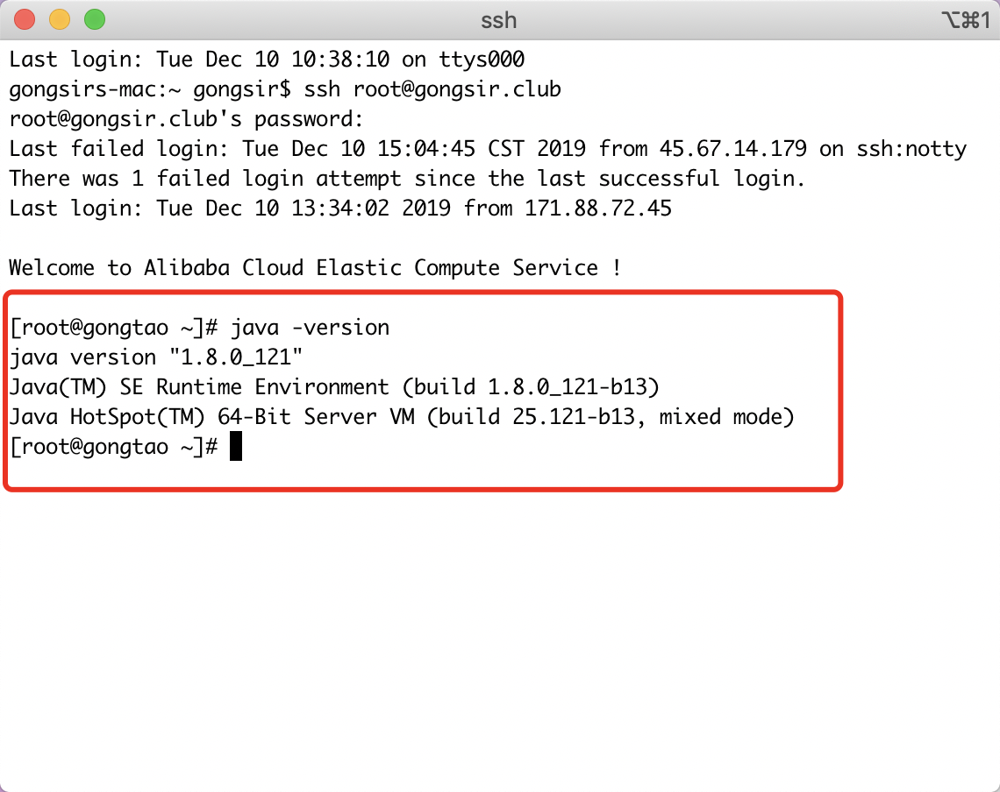 ssh
⌥⌘1
Last login: Tue Dec 10 10:38:10 on ttys000
gongsirs-mac:~ gongsir$ ssh root@gongsir.club
root@gongsir.club's password:
Last failed login: Tue Dec 10 15:04:45 CST 2019 from 45.67.14.179 on ssh:notty
There was 1 failed login attempt since the last successful login.
Last login: Tue Dec 10 13:34:02 2019 from 171.88.72.45
Welcome to Alibaba Cloud Elastic Compute Service !
[root@gongtao ~]# java -version
java version "1.8.0_121"
Java(TM) SE Runtime Environment (build 1.8.0_121-b13)
Java HotSpot(TM) 64-Bit Server VM (build 25.121-b13, mixed mode)
[root@gongtao ~]#